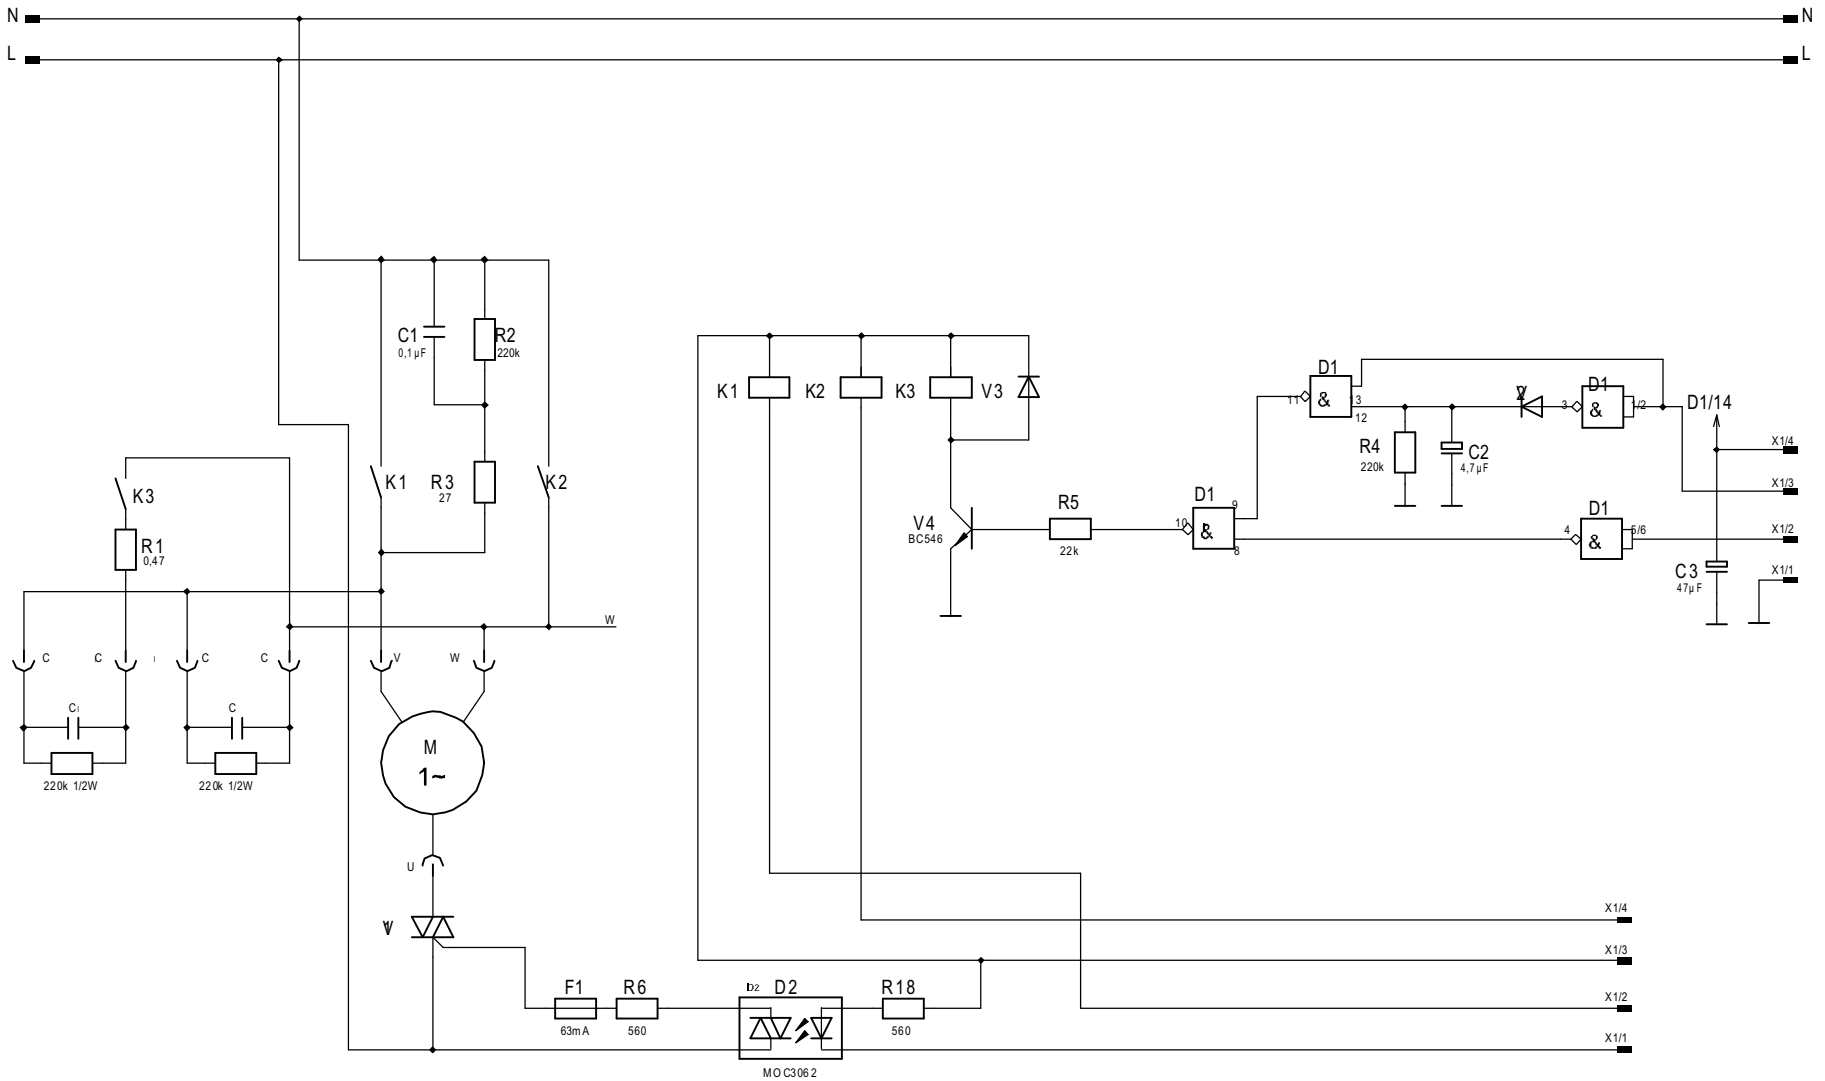 N N
L L
C1
0,1µF
R2
220k
K1
R3
27
K2
K3
R1
0,47
W
C C C C V W
C C
220k 1/2W 220k 1/2W
M
1~
U
K1 K2 K3 V3
V4
BC546
R5
22k
D1
9
10
&
8
D1
11
&
13
12
R4
220k
C2
4,7µF
3
D1
&
1/2
D1/14
X1/4
X1/3
D1
4
&
5/6
X1/2
C3
47µF
X1/1
X1/4
X1/3
F1
63mA
R6
560
D2 D2
MOC3062
R18
560
X1/2
X1/1